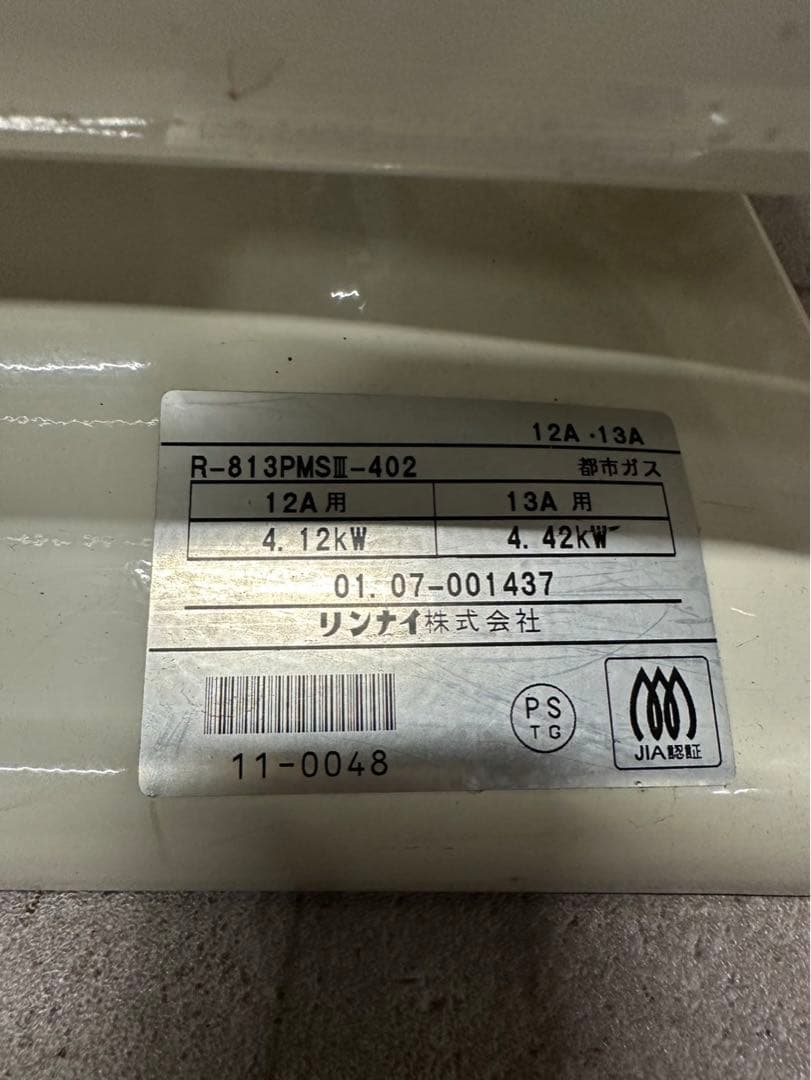 12A・13A
R-813PMSⅢ-402 都市ガス
12A用 13A用
4.12kW 4.42kW
01.07-001437
リンナイ株式会社
11-0048
PS
TG
JIA認証